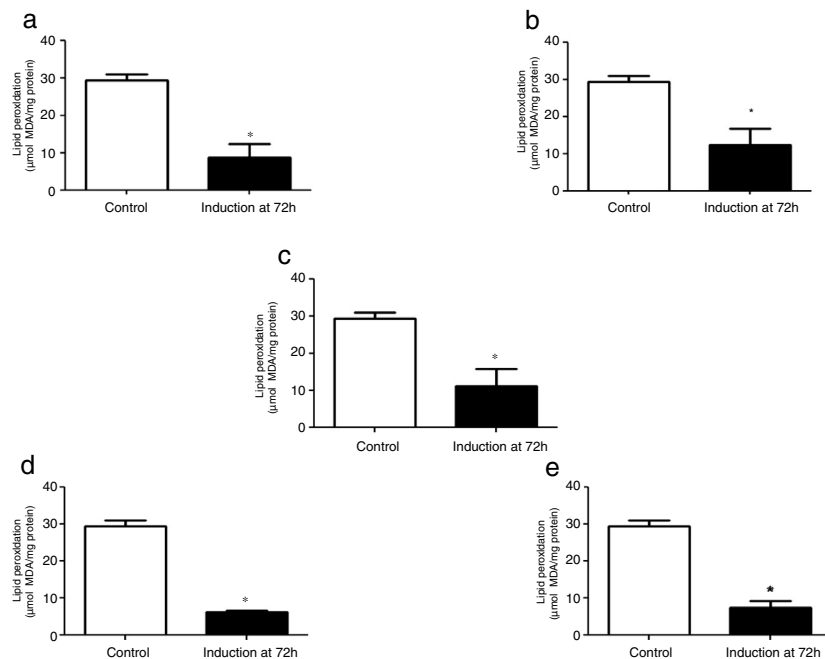 a
Lipid peroxidation
(µmol MDA/mg protein)
40
30
20
10
0
*
Control
Induction at 72h
b
Lipid peroxidation
(µmol MDA/mg protein)
40
30
20
10
0
*
Control
Induction at 72h
c
Lipid peroxidation
(µmol MDA/mg protein)
40
30
20
10
0
*
Control
Induction at 72h
d
Lipid peroxidation
(µmol MDA/mg protein)
40
30
20
10
0
*
Control
Induction at 72h
e
Lipid peroxidation
(µmol MDA/mg protein)
40
30
20
10
0
*
Control
Induction at 72h